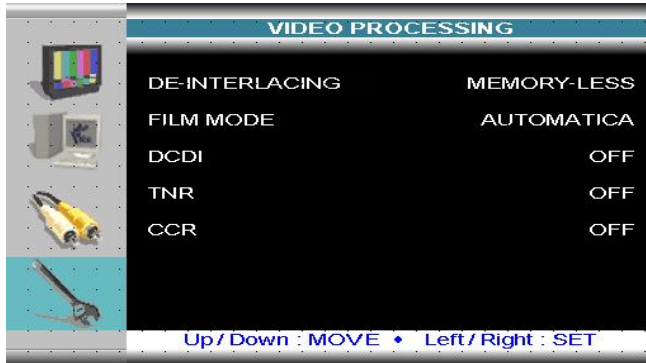 VIDEO PROCESSING
DE-INTERLACING MEMORY-LESS
FILM MODE AUTOMATICA
DCDI OFF
TNR OFF
CCR OFF
Up/Down : MOVE • Left/Right : SET